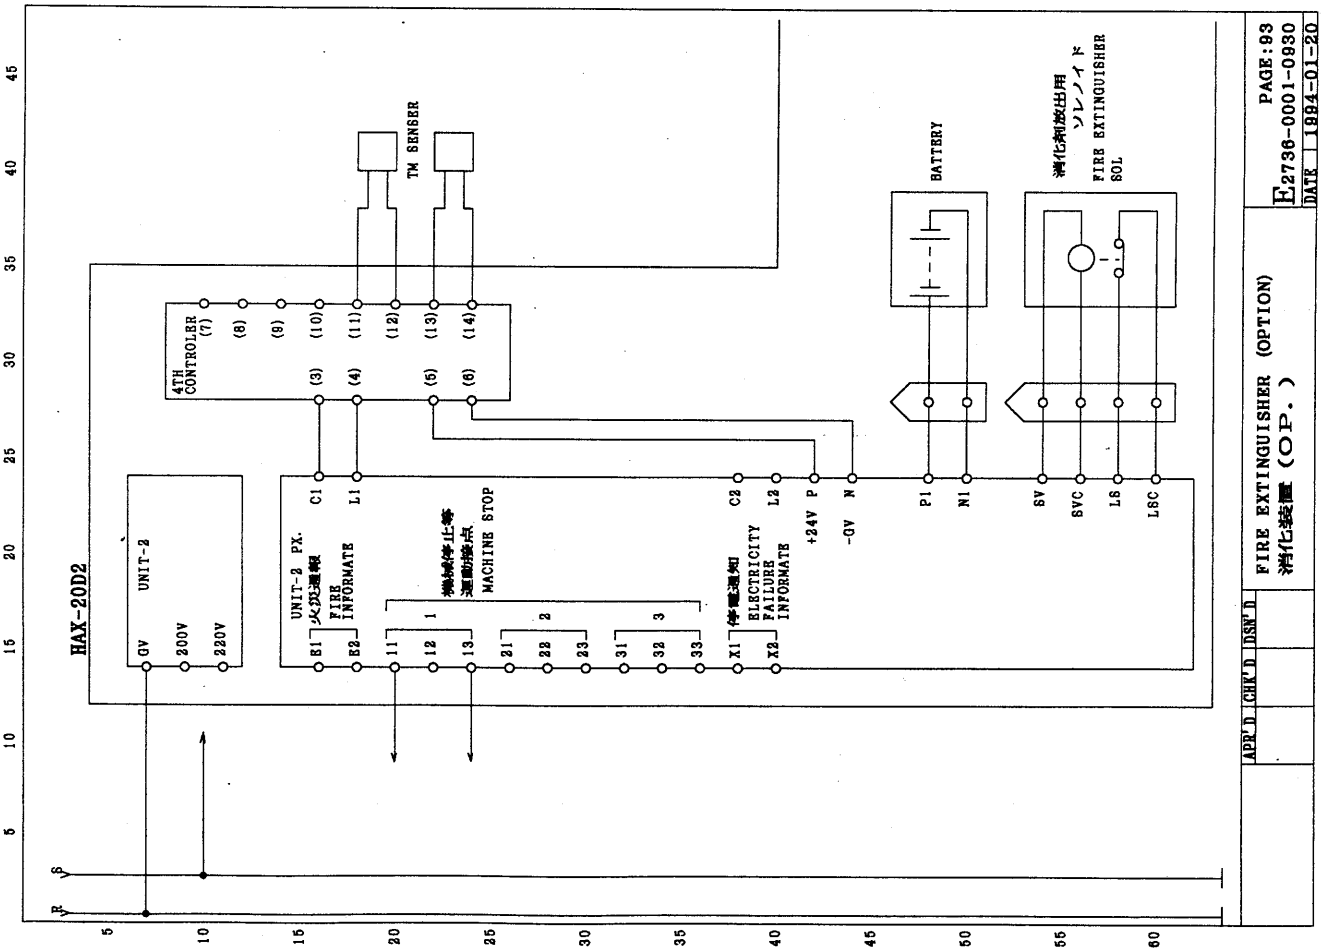 PAGE:93
E2736-0001-0930
DATE 1994-01-20
FIRE EXTINGUISHER (OPTION)
消化装置(OP.)
APR'D CHK'D DSN'D
45
40
35
30
25
20
15
10
5
5
10
15
20
25
30
35
40
45
50
55
60
R
S
HAX-20D2
UNIT-2
GV
200V
220V
4TH
CONTROLER
(7)
(8)
(9)
(10)
(11)
(12)
(13)
(14)
(3)
(4)
(5)
(6)
TM SENSER
UNIT-2 PX.
火災通報
FIRE
INFORMATE
E1
E2
C1
L1
機械停止等
運動接点
MACHINE STOP
1
2
3
11
12
13
21
22
23
31
32
33
停電通知
ELECTRICITY
FAILURE
INFORMATE
X1
X2
C2
L2
+24V P
-GV N
P1
N1
SV
SVC
LS
LSC
BATTERY
消化剤放出用
ソレノイド
FIRE EXTINGUISHER
SOL